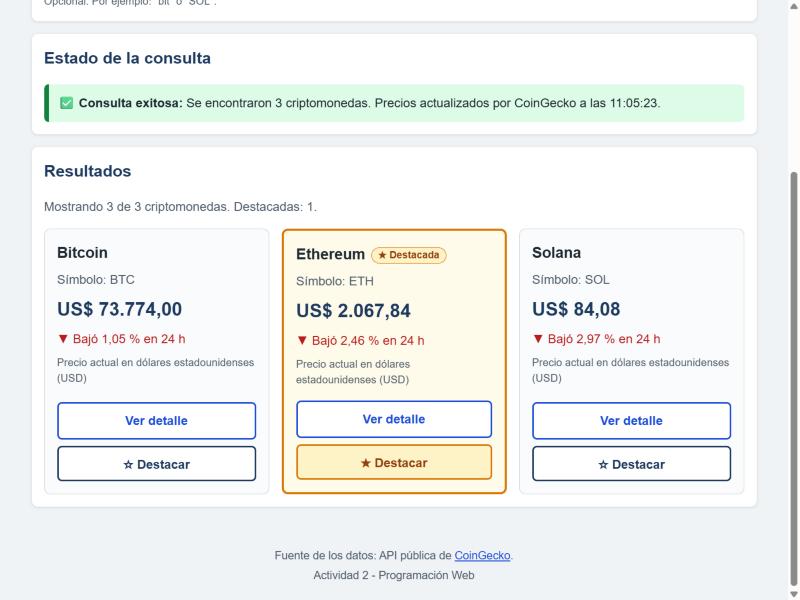 Opcional. Por ejemplo: "bit" o "SOL".
Estado de la consulta
✅ Consulta exitosa: Se encontraron 3 criptomonedas. Precios actualizados por CoinGecko a las 11:05:23.
Resultados
Mostrando 3 de 3 criptomonedas. Destacadas: 1.
Bitcoin
Símbolo: BTC
US$ 73.774,00
▼ Bajó 1,05 % en 24 h
Precio actual en dólares estadounidenses
(USD)
Ver detalle
☆ Destacar
Ethereum ★ Destacada
Símbolo: ETH
US$ 2.067,84
▼ Bajó 2,46 % en 24 h
Precio actual en dólares
estadounidenses (USD)
Ver detalle
★ Destacar
Solana
Símbolo: SOL
US$ 84,08
▼ Bajó 2,97 % en 24 h
Precio actual en dólares estadounidenses
(USD)
Ver detalle
☆ Destacar
Fuente de los datos: API pública de CoinGecko.
Actividad 2 - Programación Web